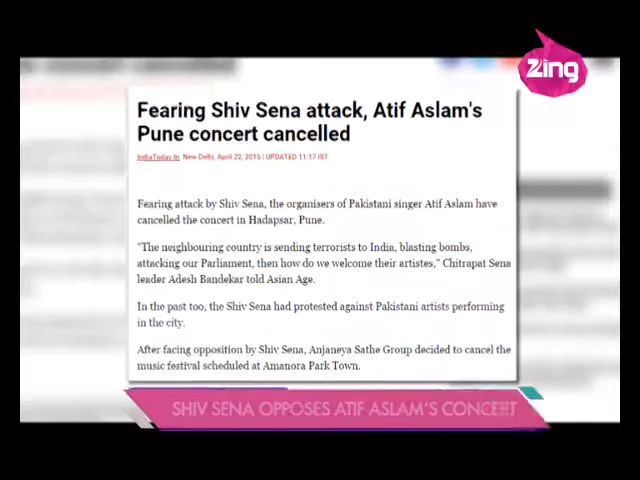 Zing
Fearing Shiv Sena attack, Atif Aslam's
Pune concert cancelled
IndiaToday.In New Delhi, April 22, 2015 | UPDATED 11:17 IST
Fearing attack by Shiv Sena, the organisers of Pakistani singer Atif Aslam have
cancelled the concert in Hadapsar, Pune.
"The neighbouring country is sending terrorists to India, blasting bombs,
attacking our Parliament, then how do we welcome their artistes," Chitrapat Sena
leader Adesh Bandekar told Asian Age.
In the past too, the Shiv Sena had protested against Pakistani artists performing
in the city.
After facing opposition by Shiv Sena, Anjaneya Sathe Group decided to cancel the
music festival scheduled at Amanora Park Town.
SHIV SENA OPPOSES ATIF ASLAM'S CONCERT